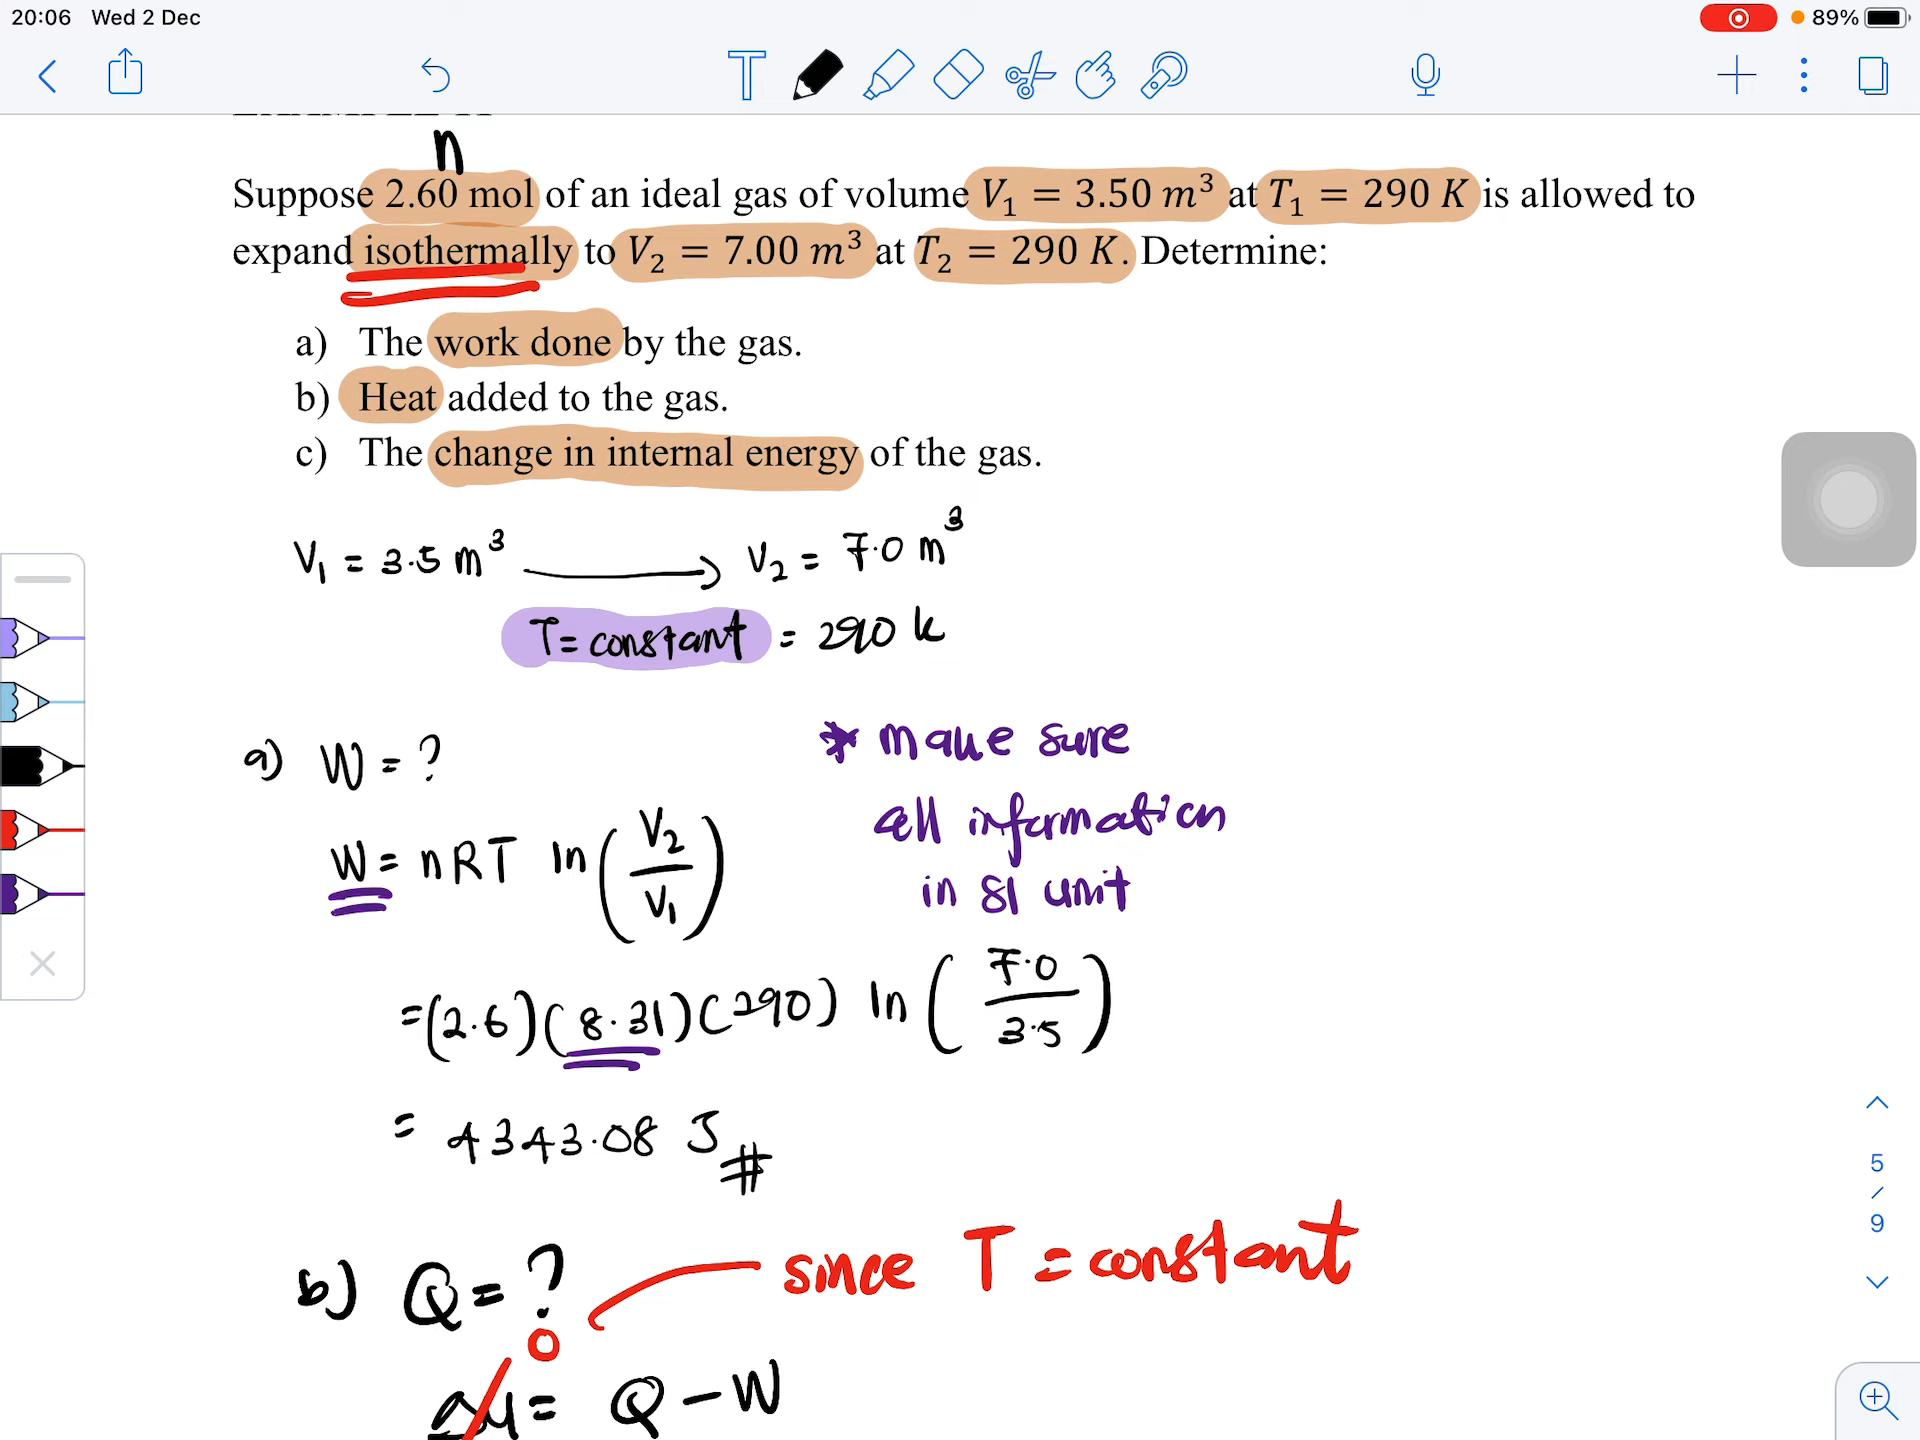 20:06 Wed 2 Dec
89%
n
Suppose 2.60 mol of an ideal gas of volume V₁ = 3.50 m³ at T₁ = 290 K is allowed to
expand isothermally to V₂ = 7.00 m³ at T₂ = 290 K. Determine:
a) The work done by the gas.
b) Heat added to the gas.
c) The change in internal energy of the gas.
V₁ = 3.5 m³ → V₂ = 7.0 m³
T = constant = 290 K
a) W = ?
* make sure
all information
in SI unit
W = nRT ln(V₂/V₁)
=(2.6)(8.31)(290) ln(7.0/3.5)
= 4343.08 J #
b) Q = ?
since T = constant
0
ΔU = Q - W
5
/
9